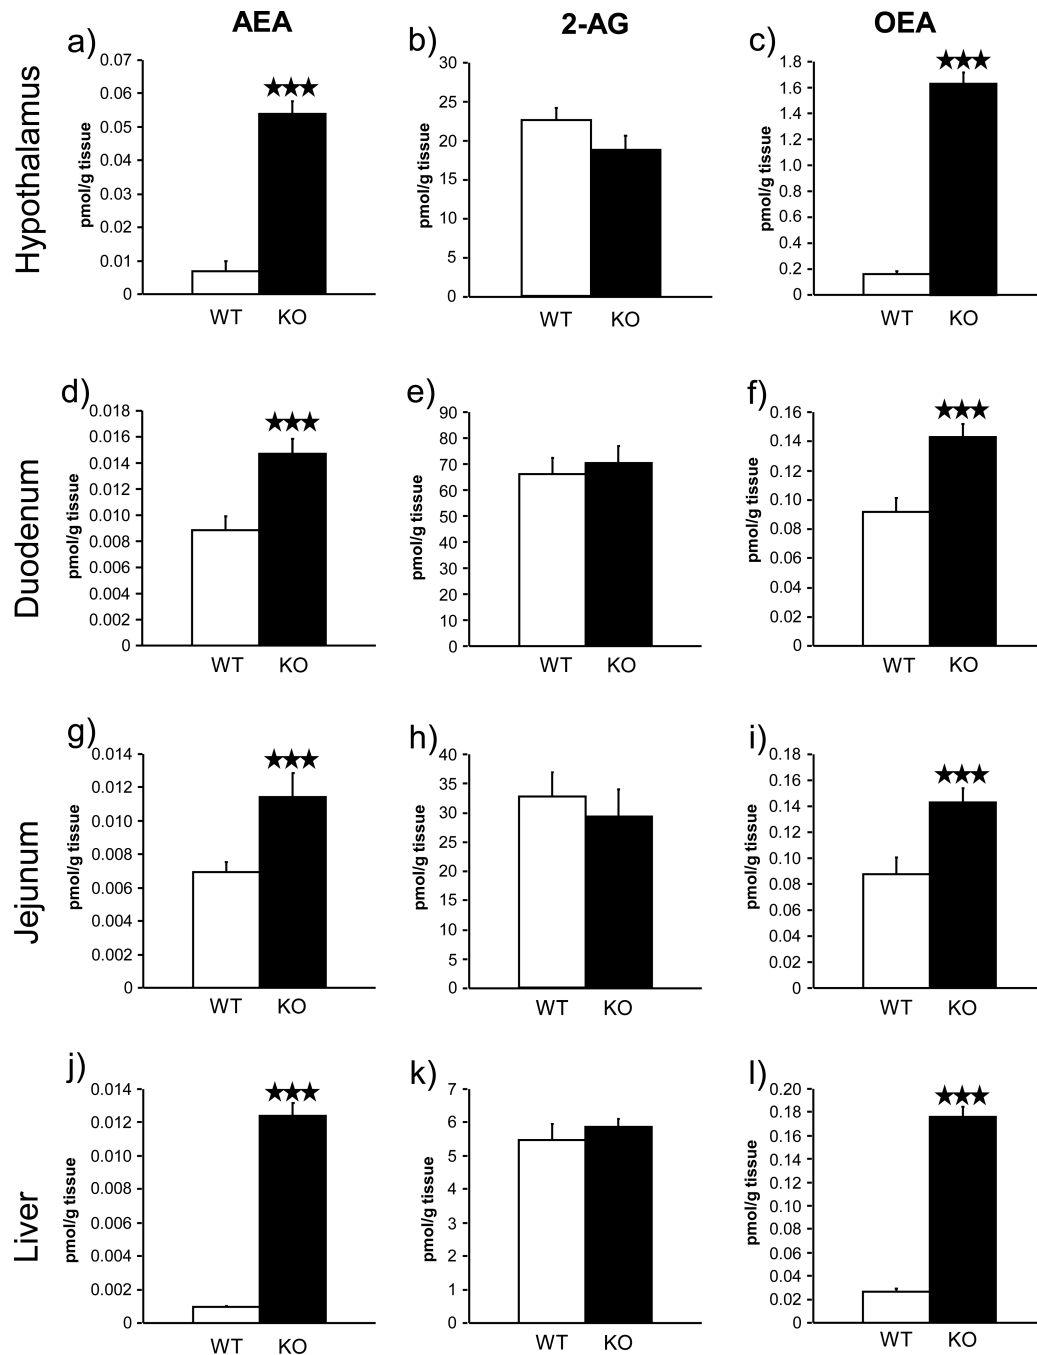 AEA 2-AG OEA
Hypothalamus
a)
0.07
0.06
0.05
0.04
0.03
0.02
0.01
0
pmol/g tissue
★★★
WT KO
b)
30
25
20
15
10
5
0
pmol/g tissue
WT KO
c)
1.8
1.6
1.4
1.2
1.0
0.8
0.6
0.4
0.2
0
pmol/g tissue
★★★
WT KO
Duodenum
d)
0.018
0.016
0.014
0.012
0.010
0.008
0.006
0.004
0.002
0
pmol/g tissue
★★★
WT KO
e)
90
80
70
60
50
40
30
20
10
0
pmol/g tissue
WT KO
f)
0.16
0.14
0.12
0.10
0.08
0.06
0.04
0.02
0
pmol/g tissue
★★★
WT KO
Jejunum
g)
0.014
0.012
0.010
0.008
0.006
0.004
0.002
0
pmol/g tissue
★★★
WT KO
h)
40
35
30
25
20
15
10
5
0
pmol/g tissue
WT KO
i)
0.18
0.16
0.14
0.12
0.10
0.08
0.06
0.04
0.02
0
pmol/g tissue
★★★
WT KO
Liver
j)
0.014
0.012
0.010
0.008
0.006
0.004
0.002
0
pmol/g tissue
★★★
WT KO
k)
7
6
5
4
3
2
1
0
pmol/g tissue
WT KO
l)
0.20
0.18
0.16
0.14
0.12
0.10
0.08
0.06
0.04
0.02
0
pmol/g tissue
★★★
WT KO